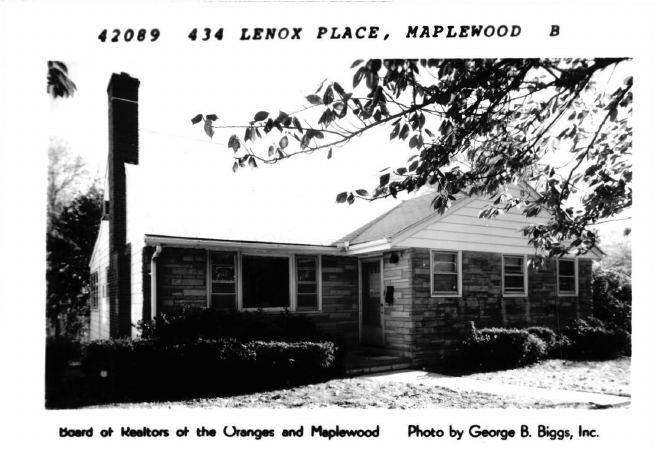 42089 434 LENOX PLACE, MAPLEWOOD B
Board of Realtors of the Oranges and Maplewood Photo by George B. Biggs, Inc.